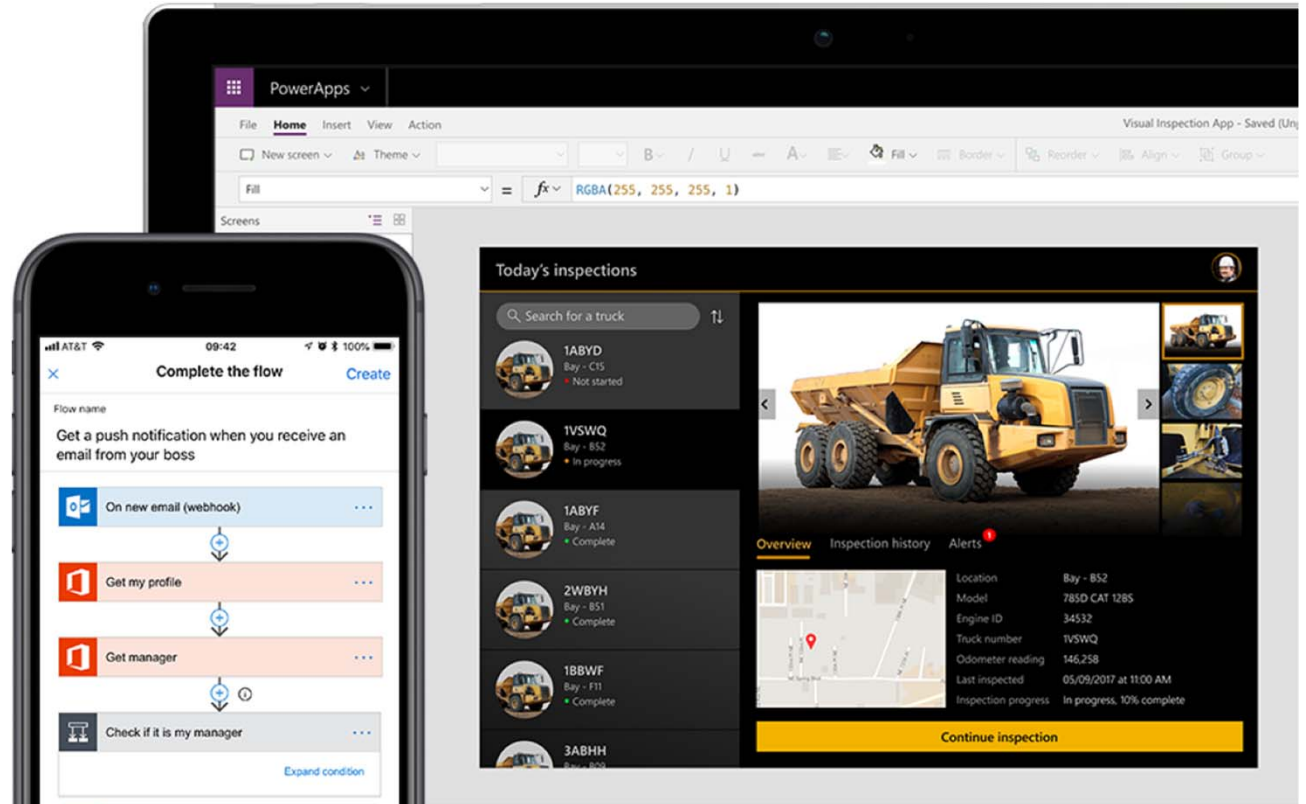 PowerApps
File Home Insert View Action
Visual Inspection App - Saved (Un
New screen Theme B / U A Fill Border Reorder Align Group
Fill = fx RGBA(255, 255, 255, 1)
Screens
AT&T 09:42 100%
× Complete the flow Create
Flow name
Get a push notification when you receive an
email from your boss
On new email (webhook) ...
Get my profile ...
Get manager ...
Check if it is my manager ...
Expand condition
Today's inspections
Search for a truck
1ABYD
Bay - C15
Not started
1VSWQ
Bay - B52
In progress
1ABYF
Bay - A14
Complete
2WBYH
Bay - B51
Complete
1BBWF
Bay - F11
Complete
3ABHH
Bay - B09
Overview Inspection history Alerts 1
Location Bay - B52
Model 785D CAT 12BS
Engine ID 34532
Truck number 1VSWQ
Odometer reading 146,258
Last inspected 05/09/2017 at 11:00 AM
Inspection progress In progress, 10% complete
Continue inspection